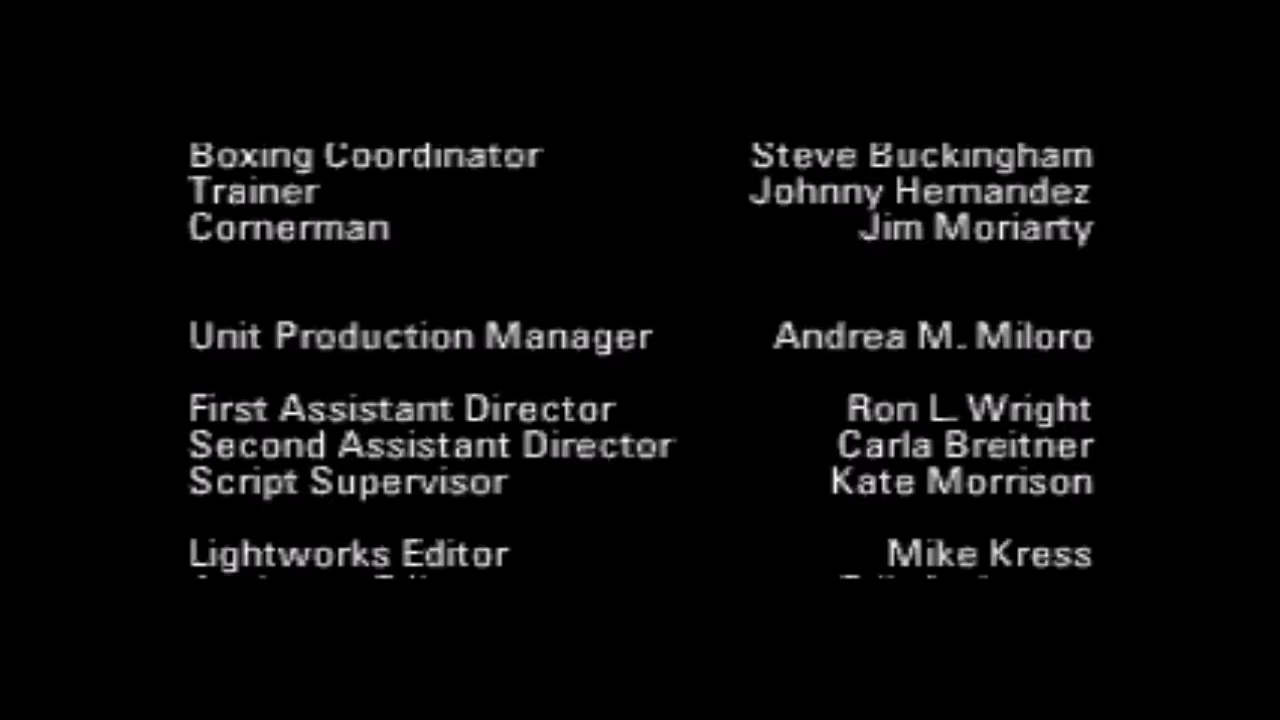 Boxing Coordinator Steve Buckingham
Trainer Johnny Hernandez
Cornerman Jim Moriarty
Unit Production Manager Andrea M. Miloro
First Assistant Director Ron L. Wright
Second Assistant Director Carla Breitner
Script Supervisor Kate Morrison
Lightworks Editor Mike Kress